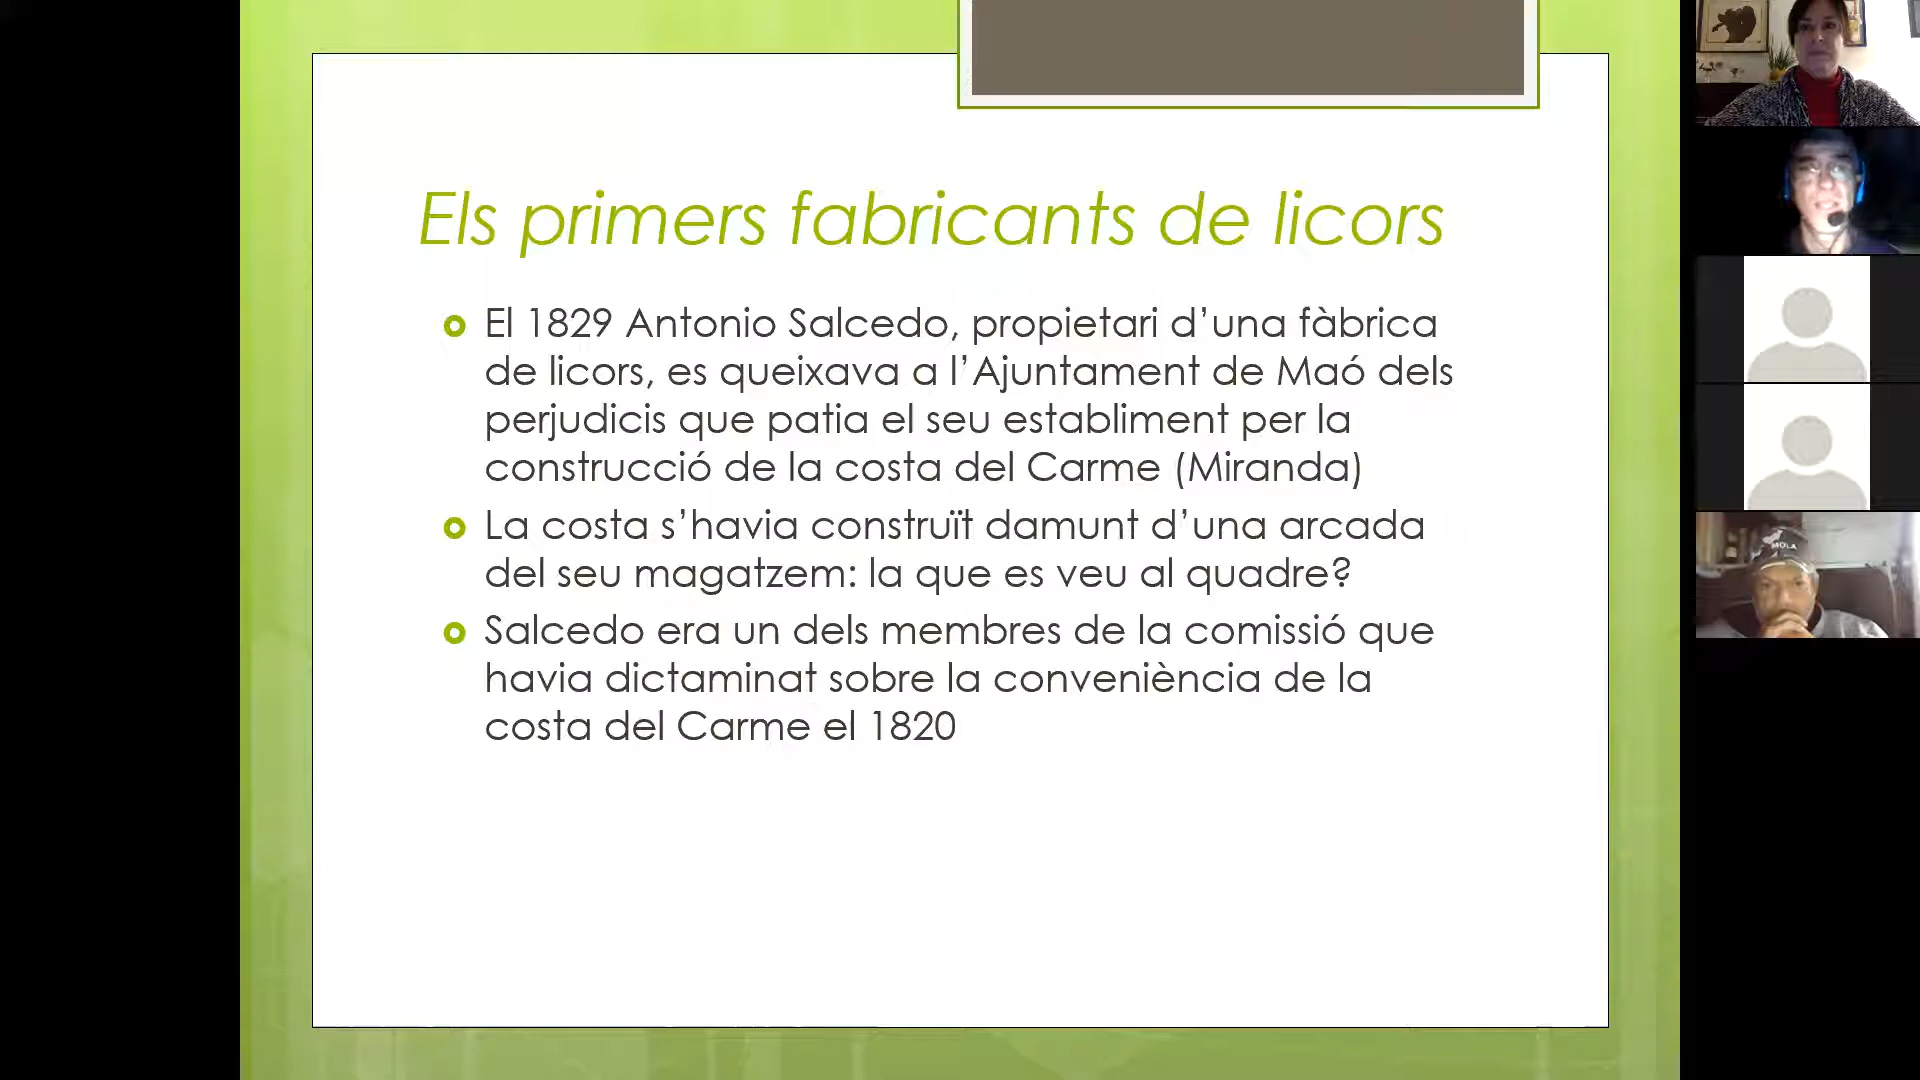 Els primers fabricants de licors
El 1829 Antonio Salcedo, propietari d’una fàbrica
de licors, es queixava a l’Ajuntament de Maó dels
perjudicis que patia el seu establiment per la
construcció de la costa del Carme (Miranda)
La costa s’havia construït damunt d’una arcada
del seu magatzem: la que es veu al quadre?
Salcedo era un dels membres de la comissió que
havia dictaminat sobre la conveniència de la
costa del Carme el 1820
MOLA